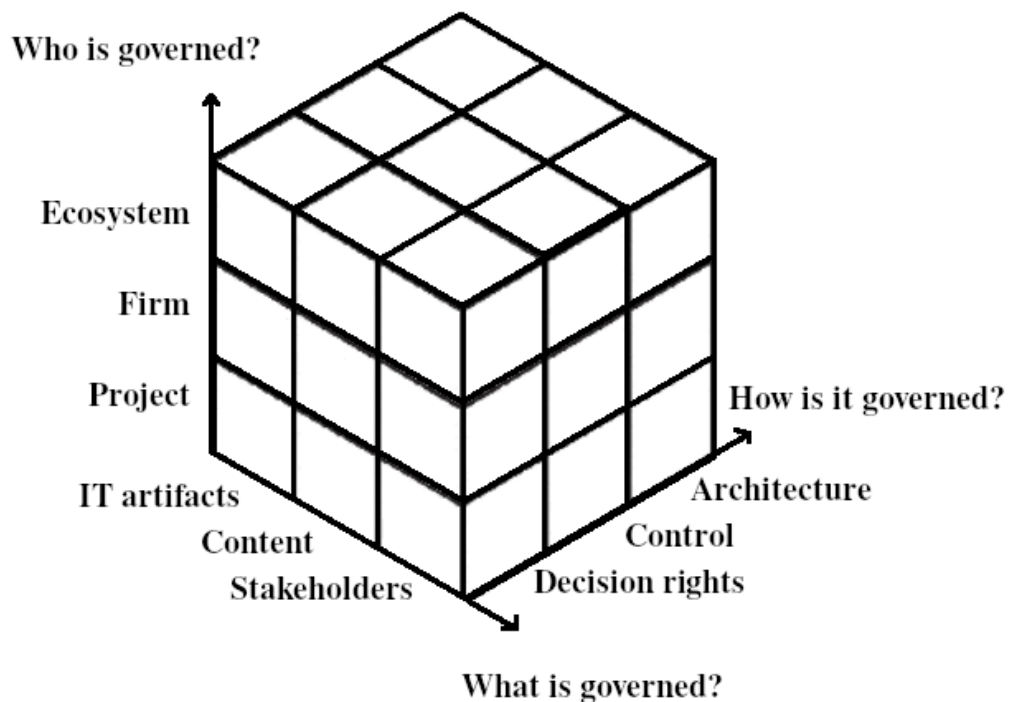 Who is governed?
Ecosystem
Firm
Project
How is it governed?
IT artifacts
Architecture
Content
Control
Stakeholders
Decision rights
What is governed?